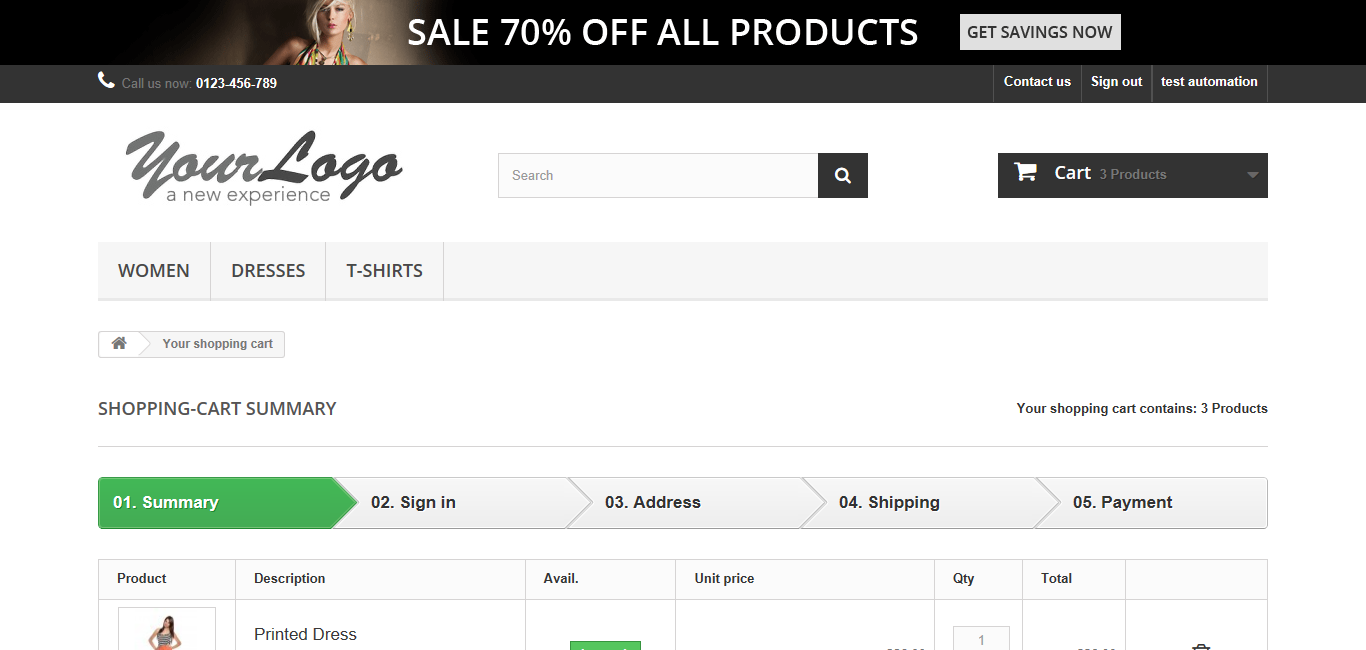 SALE 70% OFF ALL PRODUCTS
GET SAVINGS NOW
Call us now: 0123-456-789
Contact us
Sign out
test automation
YourLogo
a new experience
Search
Cart 3 Products
WOMEN
DRESSES
T-SHIRTS
Your shopping cart
SHOPPING-CART SUMMARY
Your shopping cart contains: 3 Products
01. Summary
02. Sign in
03. Address
04. Shipping
05. Payment
Product
Description
Avail.
Unit price
Qty
Total
Printed Dress
1